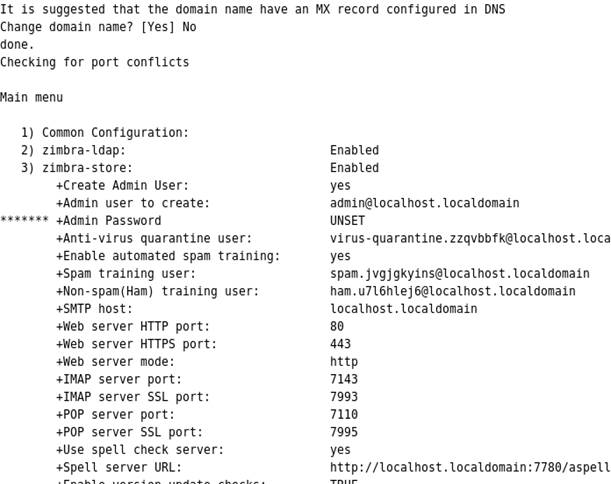 It is suggested that the domain name have an MX record configured in DNS
Change domain name? [Yes] No
done.
Checking for port conflicts
Main menu
1) Common Configuration:
2) zimbra-ldap: Enabled
3) zimbra-store: Enabled
+Create Admin User: yes
+Admin user to create: admin@localhost.localdomain
******* +Admin Password UNSET
+Anti-virus quarantine user: virus-quarantine.zzqvbbfk@localhost.loca
+Enable automated spam training: yes
+Spam training user: spam.jvgjgkyins@localhost.localdomain
+Non-spam(Ham) training user: ham.u7l6hlej6@localhost.localdomain
+SMTP host: localhost.localdomain
+Web server HTTP port: 80
+Web server HTTPS port: 443
+Web server mode: http
+IMAP server port: 7143
+IMAP server SSL port: 7993
+POP server port: 7110
+POP server SSL port: 7995
+Use spell check server: yes
+Spell server URL: http://localhost.localdomain:7780/aspell
+Enable version update checks: TRUE